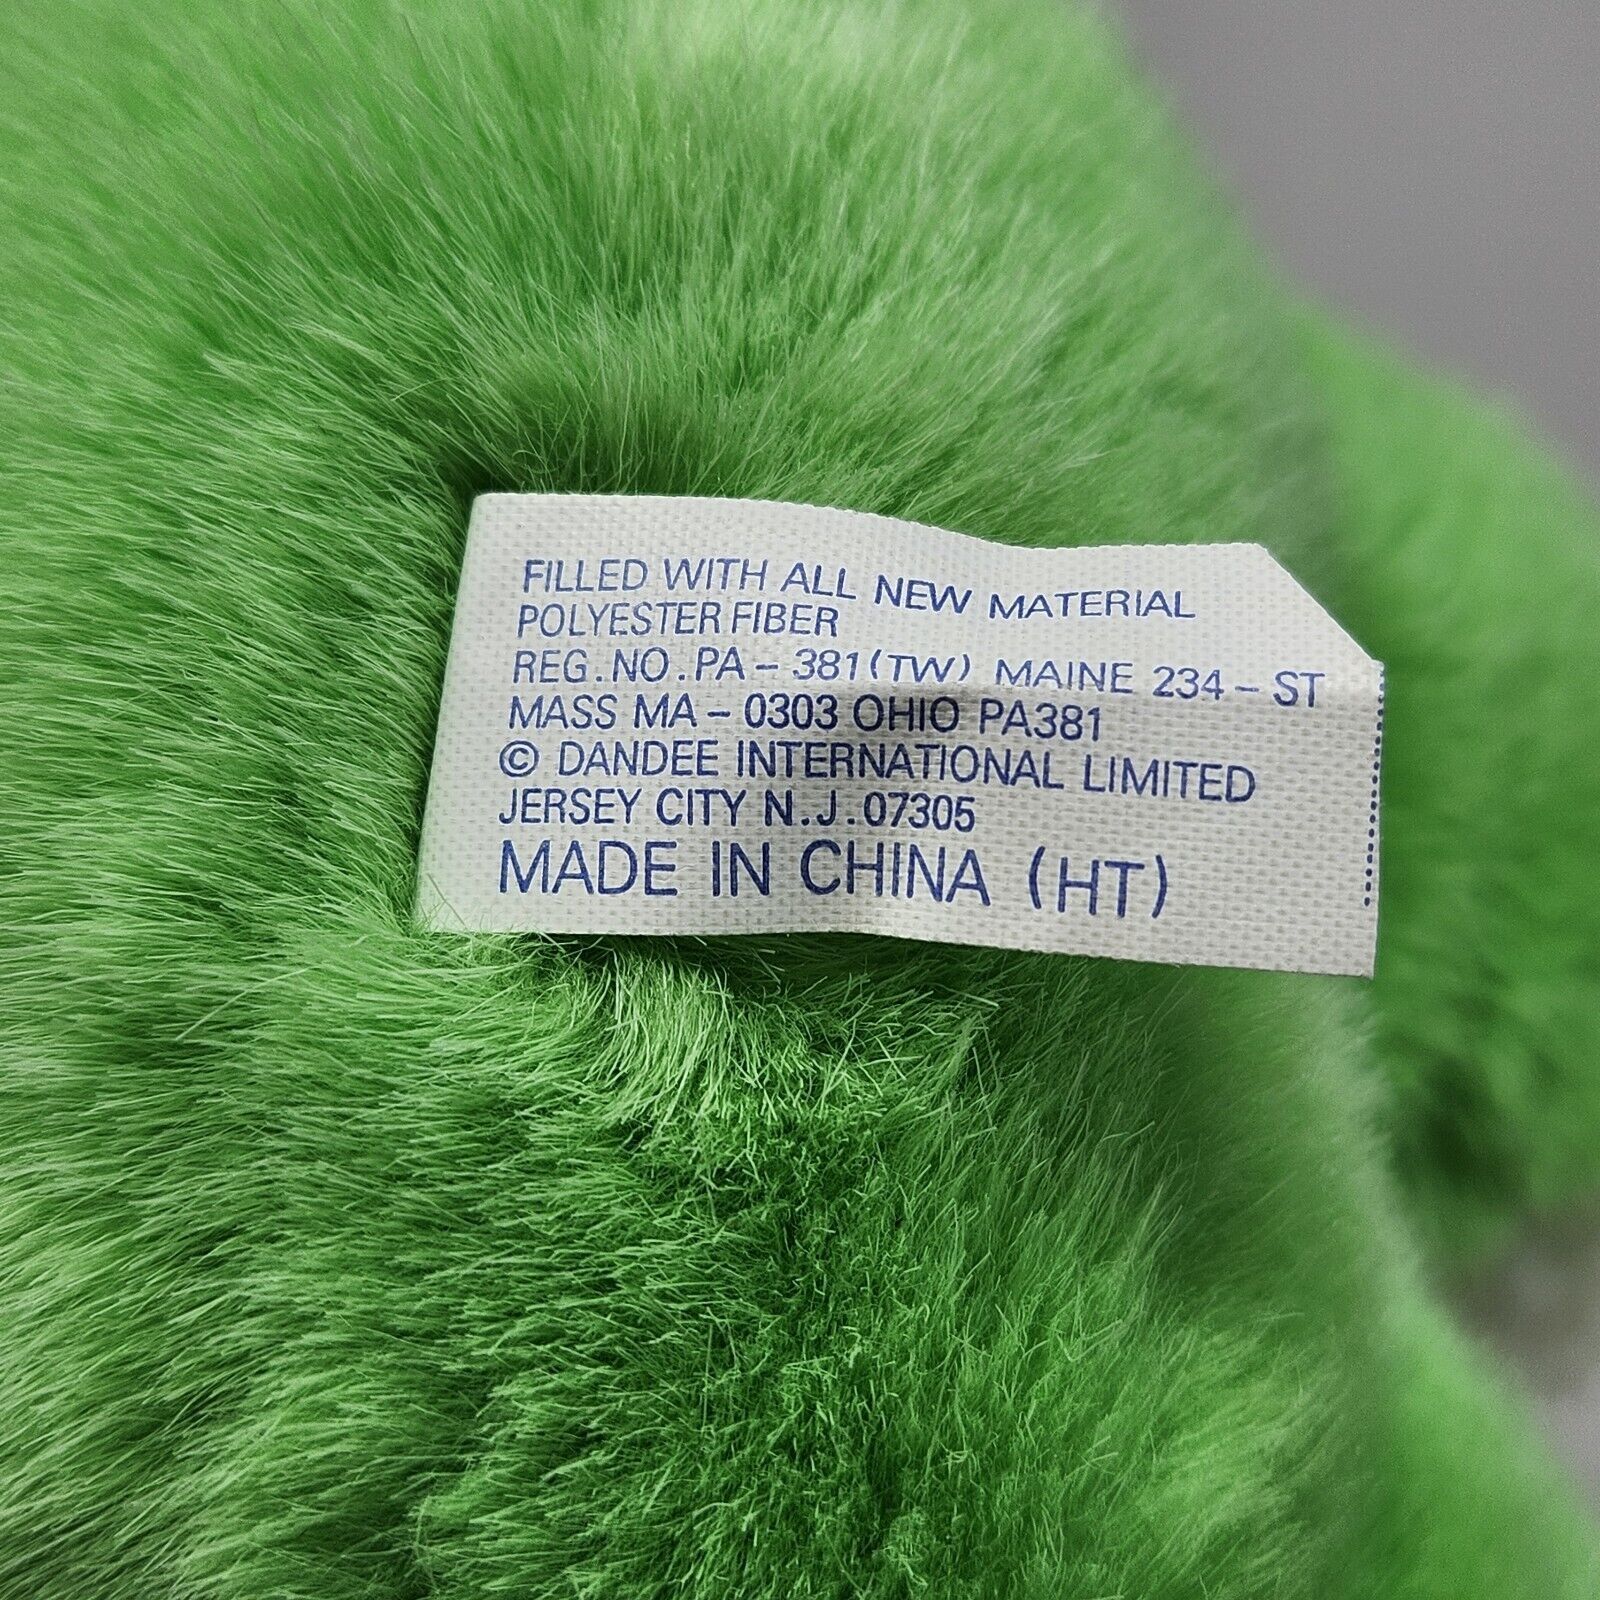 FILLED WITH ALL NEW MATERIAL
POLYESTER FIBER
REG.NO.PA-381(TW) MAINE 234-ST
MASS MA-0303 OHIO PA381
© DANDEE INTERNATIONAL LIMITED
JERSEY CITY N.J.07305
MADE IN CHINA (HT)